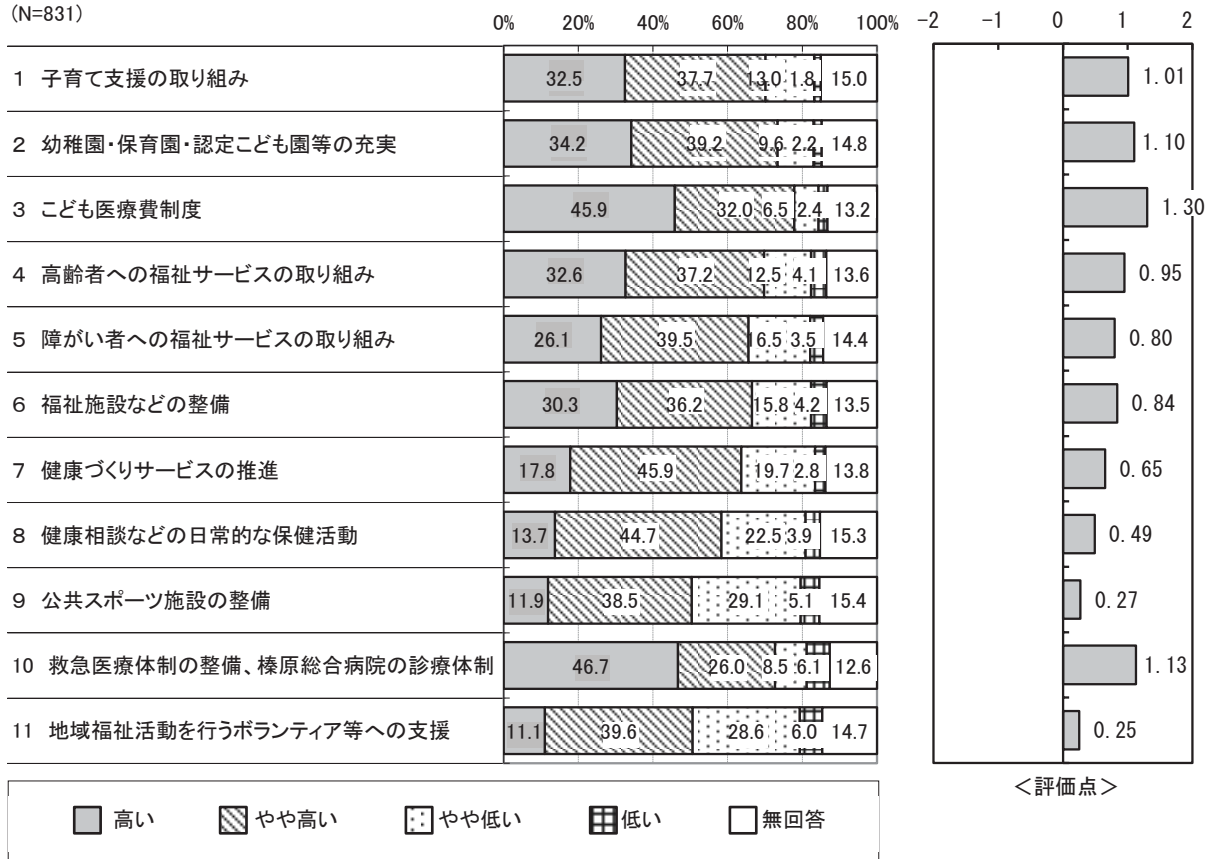 (N=831)
0% 20% 40% 60% 80% 100%
-2 -1 0 1 2
1 子育て支援の取り組み 32.5 37.7 13.0 1.8 15.0 1.01
2 幼稚園・保育園・認定こども園等の充実 34.2 39.2 9.6 2.2 14.8 1.10
3 こども医療費制度 45.9 32.0 6.5 2.4 13.2 1.30
4 高齢者への福祉サービスの取り組み 32.6 37.2 12.5 4.1 13.6 0.95
5 障がい者への福祉サービスの取り組み 26.1 39.5 16.5 3.5 14.4 0.80
6 福祉施設などの整備 30.3 36.2 15.8 4.2 13.5 0.84
7 健康づくりサービスの推進 17.8 45.9 19.7 2.8 13.8 0.65
8 健康相談などの日常的な保健活動 13.7 44.7 22.5 3.9 15.3 0.49
9 公共スポーツ施設の整備 11.9 38.5 29.1 5.1 15.4 0.27
10 救急医療体制の整備、榛原総合病院の診療体制 46.7 26.0 8.5 6.1 12.6 1.13
11 地域福祉活動を行うボランティア等への支援 11.1 39.6 28.6 6.0 14.7 0.25
<評価点>
高い やや高い やや低い 低い 無回答